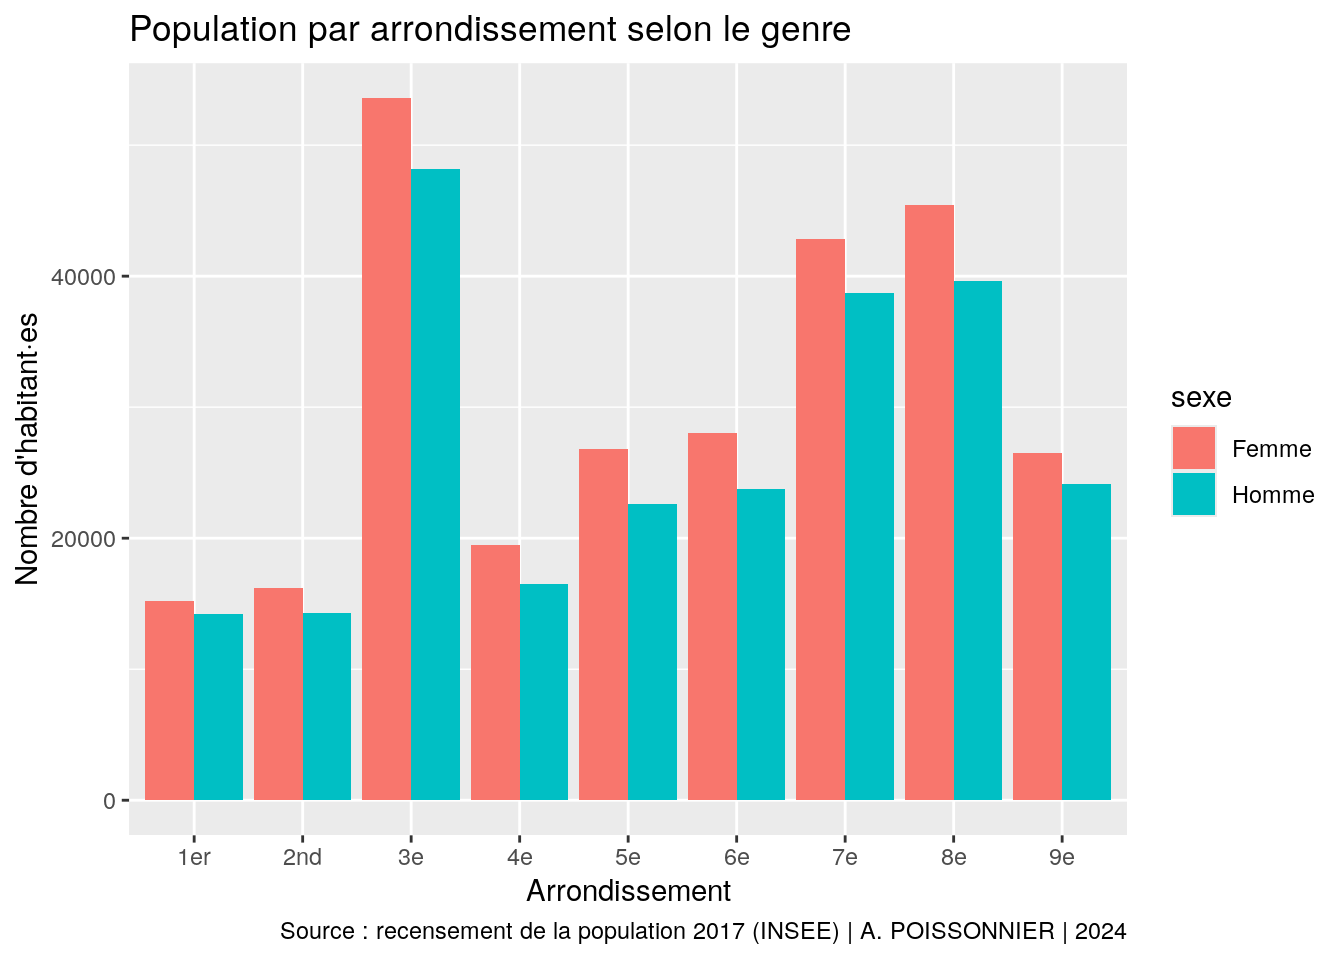 Population par arrondissement selon le genre
Nombre d'habitant·es
40000
20000
0
1er 2nd 3e 4e 5e 6e 7e 8e 9e
Arrondissement
sexe
Femme
Homme
Source : recensement de la population 2017 (INSEE) | A. POISSONNIER | 2024